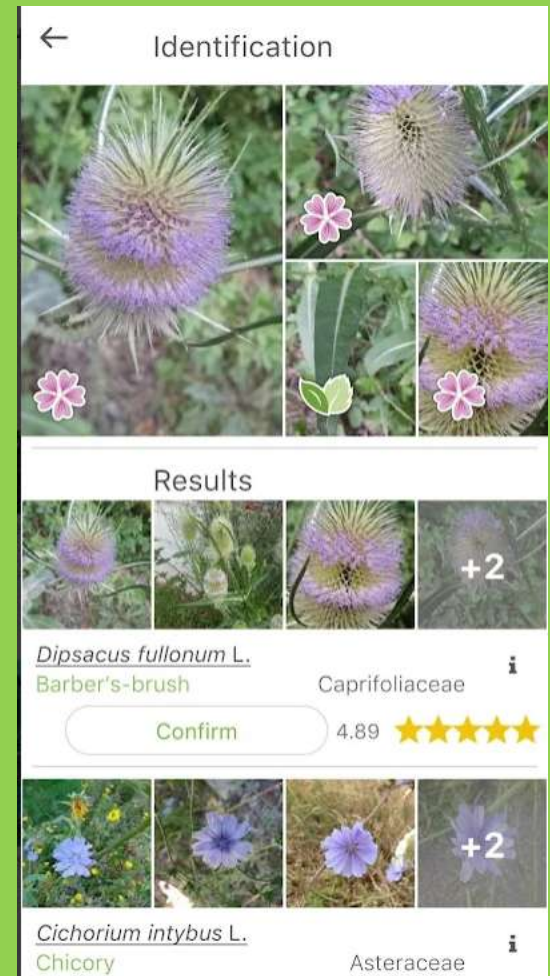 Identification
Results
+2
Dipsacus fullonum L.
Barber's-brush Caprifoliaceae
Confirm 4.89
+2
Cichorium intybus L.
Chicory Asteraceae